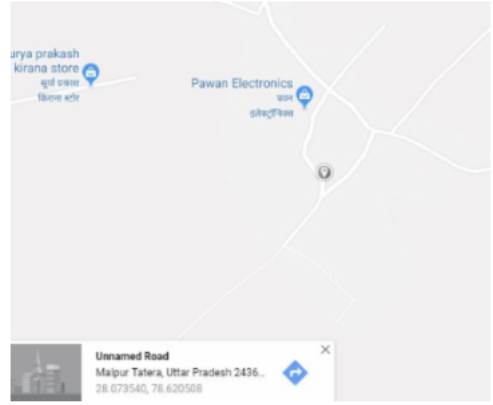 urya prakash
kirana store
सूर्य प्रकाश
किराना स्टोर
Pawan Electronics
पवन
इलेक्ट्रॉनिक्स
Unnamed Road
Malpur Tatera, Uttar Pradesh 2436...
28.073540, 78.620508